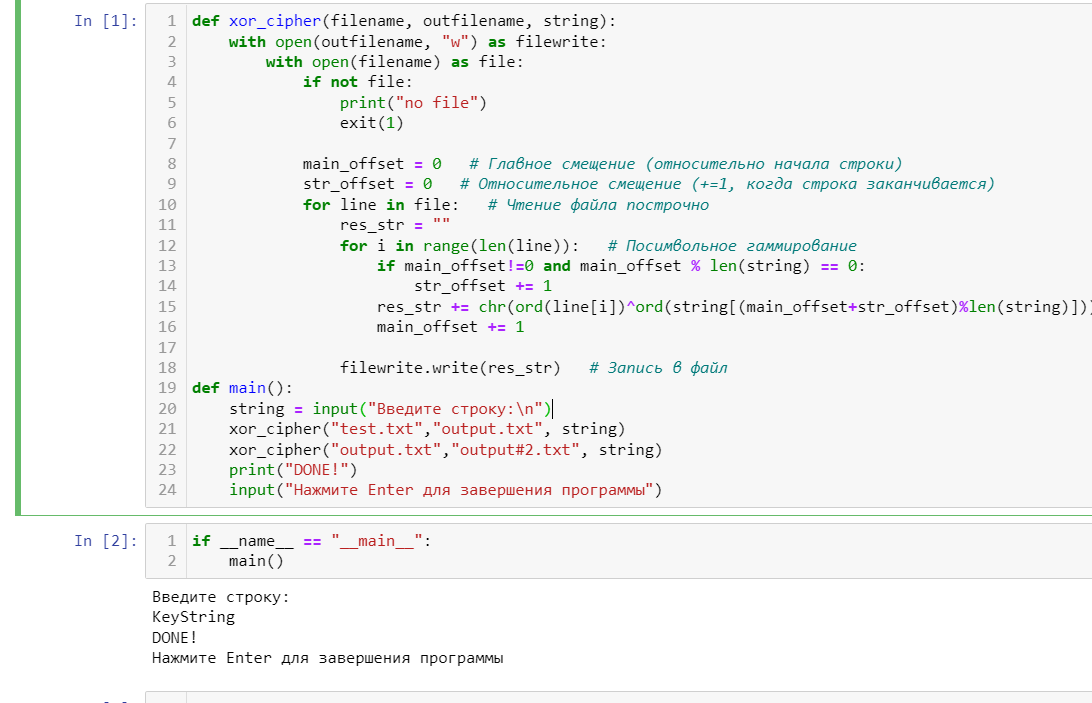 In [1]:
1 def xor_cipher(filename, outfilename, string):
2     with open(outfilename, "w") as filewrite:
3         with open(filename) as file:
4             if not file:
5                 print("no file")
6                 exit(1)
7
8             main_offset = 0   # Главное смещение (относительно начала строки)
9             str_offset = 0   # Относительное смещение (+=1, когда строка заканчивается)
10             for line in file:   # Чтение файла построчно
11                 res_str = ""
12                 for i in range(len(line)):   # Посимвольное гаммирование
13                     if main_offset!=0 and main_offset % len(string) == 0:
14                         str_offset += 1
15                     res_str += chr(ord(line[i])^ord(string[(main_offset+str_offset)%len(string)]))
16                     main_offset += 1
17
18                 filewrite.write(res_str)   # Запись в файл
19 def main():
20     string = input("Введите строку:\n")
21     xor_cipher("test.txt","output.txt", string)
22     xor_cipher("output.txt","output#2.txt", string)
23     print("DONE!")
24     input("Нажмите Enter для завершения программы")
In [2]:
1 if __name__ == "__main__":
2     main()
Введите строку:
KeyString
DONE!
Нажмите Enter для завершения программы